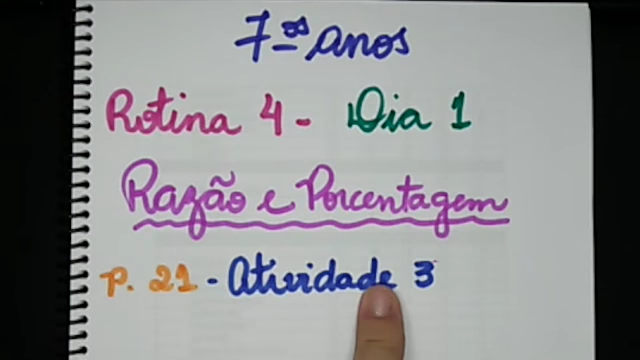 7ºs anos
Rotina 4 - Dia 1
Razão e Porcentagem
p. 21 - Atividade 3